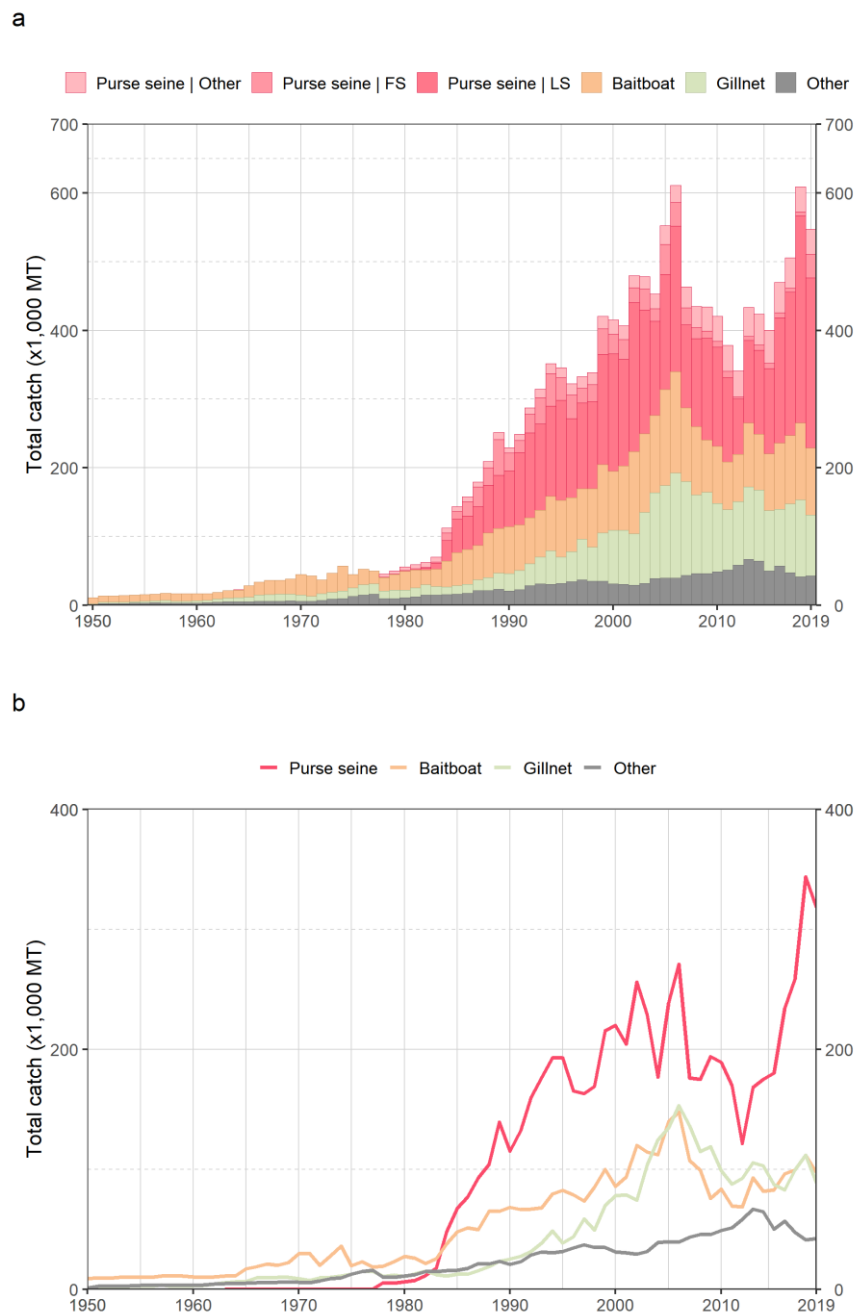 a
Purse seine | Other Purse seine | FS Purse seine | LS Baitboat Gillnet Other
700 700
600 600
400 400
200 200
0 0
Total catch (x1,000 MT)
1950 1960 1970 1980 1990 2000 2010 2019
b
Purse seine Baitboat Gillnet Other
400 400
200 200
0 0
Total catch (x1,000 MT)
1950 1960 1970 1980 1990 2000 2010 2019